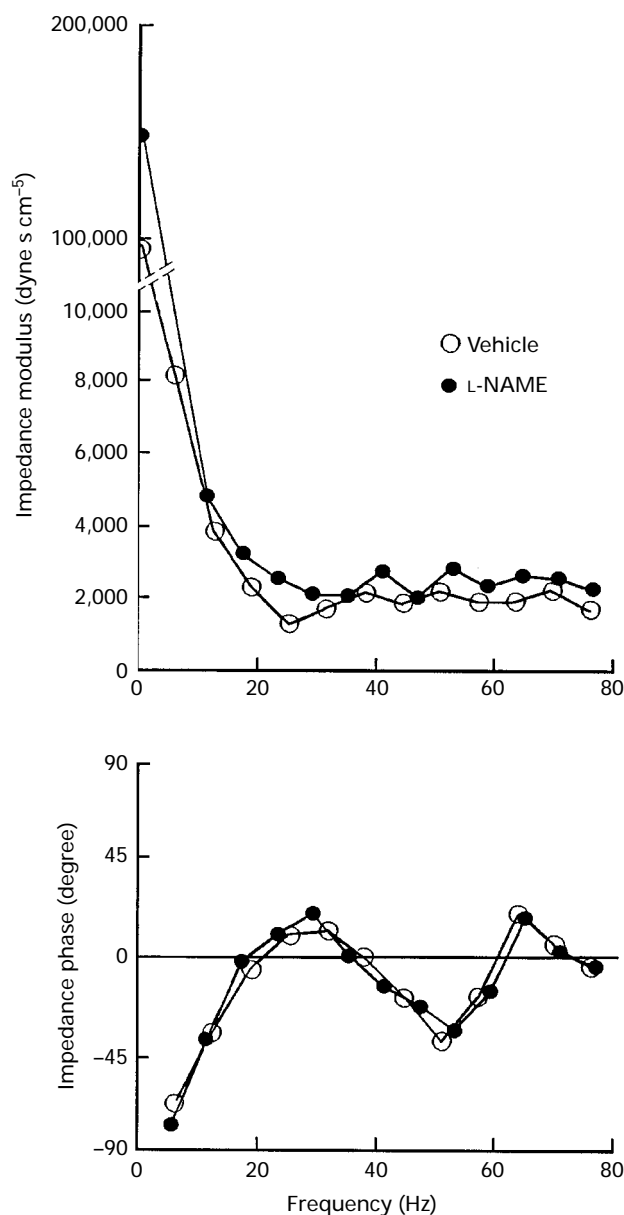 200,000
100,000
10,000
8,000
6,000
4,000
2,000
0
Impedance modulus (dyne s cm⁻⁵)
Vehicle
L-NAME
0 20 40 60 80
90
45
0
−45
−90
Impedance phase (degree)
0 20 40 60 80
Frequency (Hz)